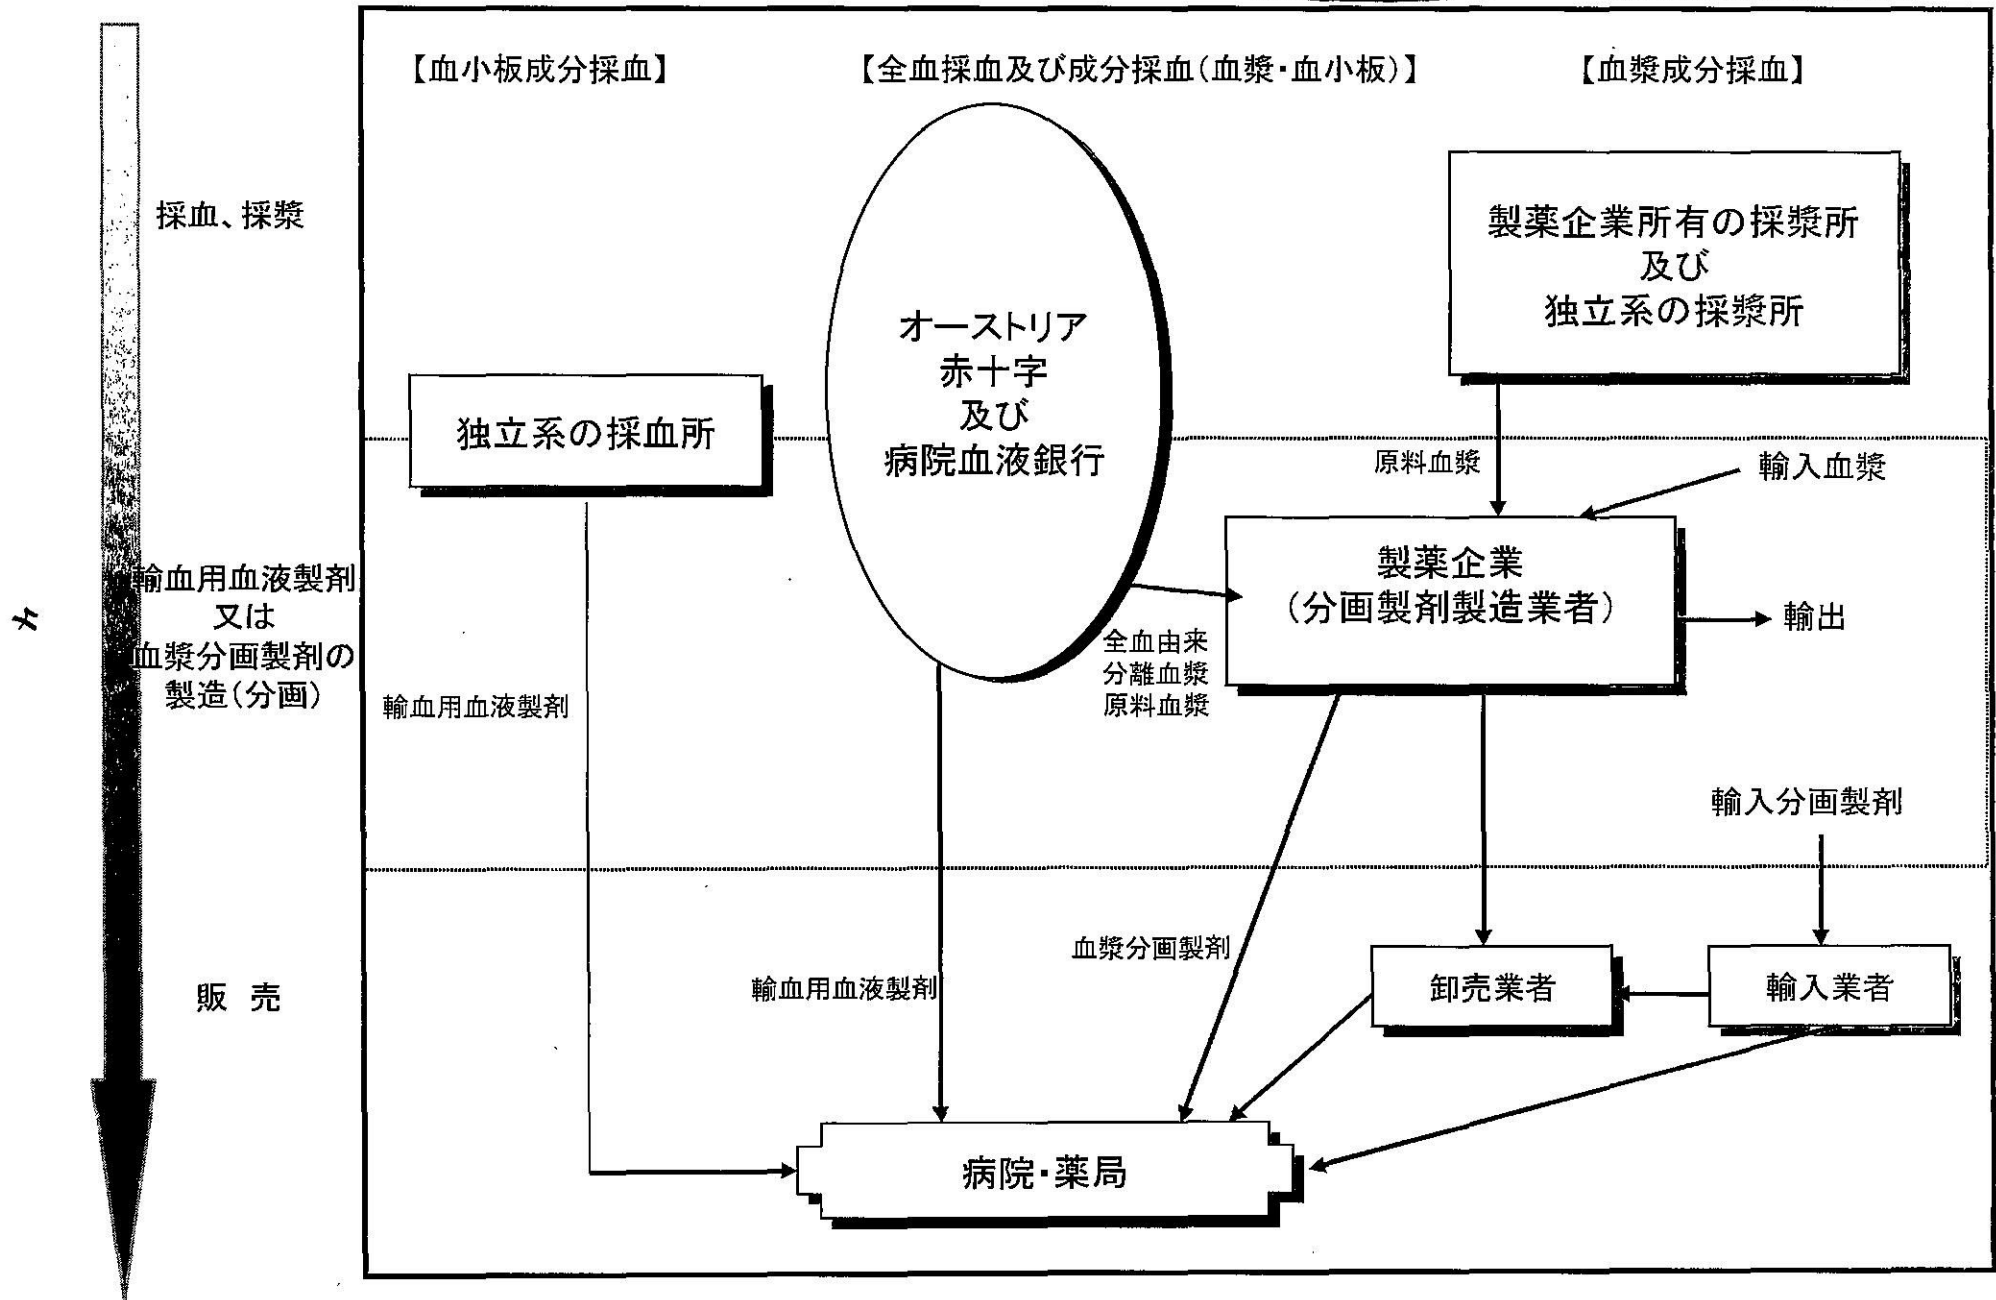 【血小板成分採血】
【全血採血及び成分採血(血漿・血小板)】
【血漿成分採血】
採血、採漿
製薬企業所有の採漿所
及び
独立系の採漿所
オーストリア
赤十字
及び
病院血液銀行
独立系の採血所
原料血漿
輸入血漿
輸血用血液製剤
又は
血漿分画製剤の
製造(分画)
製薬企業
(分画製剤製造業者)
輸出
全血由来
分離血漿
原料血漿
輸血用血液製剤
輸入分画製剤
販 売
血漿分画製剤
輸血用血液製剤
卸売業者
輸入業者
病院・薬局